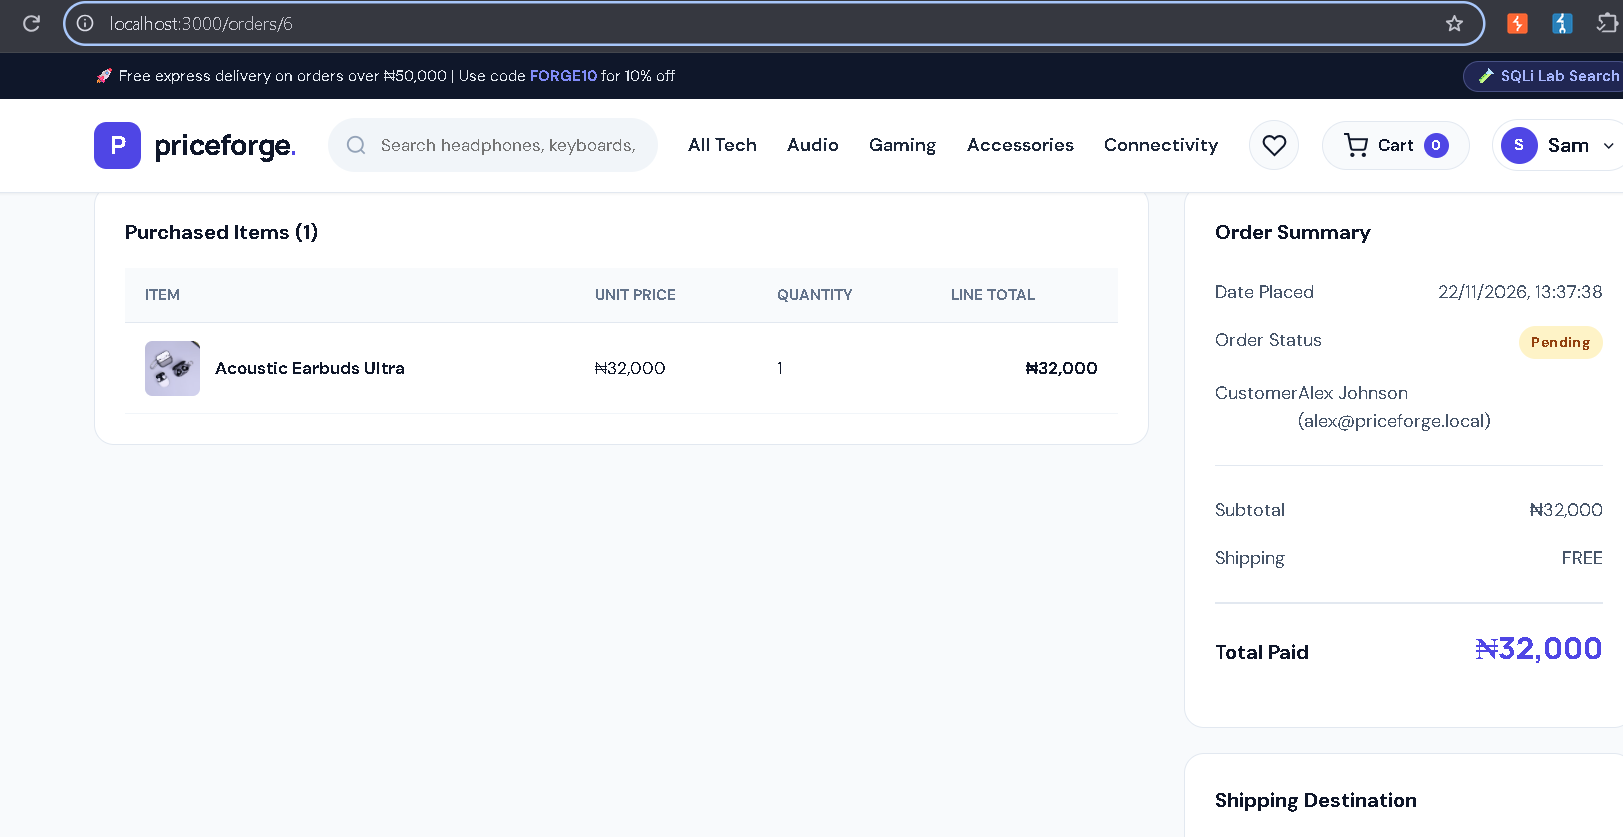 localhost:3000/orders/6
🚀 Free express delivery on orders over ₦50,000 | Use code FORGE10 for 10% off
SQLi Lab Search
P priceforge.
Search headphones, keyboards,
All Tech Audio Gaming Accessories Connectivity
Cart 0
S Sam
Purchased Items (1)
ITEM UNIT PRICE QUANTITY LINE TOTAL
Acoustic Earbuds Ultra ₦32,000 1 ₦32,000
Order Summary
Date Placed 22/11/2026, 13:37:38
Order Status Pending
Customer Alex Johnson
(alex@priceforge.local)
Subtotal ₦32,000
Shipping FREE
Total Paid ₦32,000
Shipping Destination